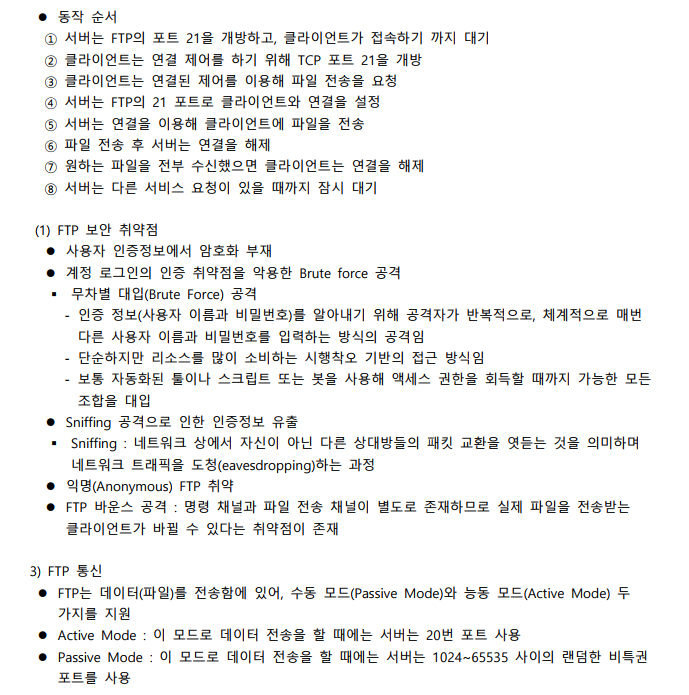 ● 동작 순서
① 서버는 FTP의 포트 21을 개방하고, 클라이언트가 접속하기 까지 대기
② 클라이언트는 연결 제어를 하기 위해 TCP 포트 21을 개방
③ 클라이언트는 연결된 제어를 이용해 파일 전송을 요청
④ 서버는 FTP의 21 포트로 클라이언트와 연결을 설정
⑤ 서버는 연결을 이용해 클라이언트에 파일을 전송
⑥ 파일 전송 후 서버는 연결을 해제
⑦ 원하는 파일을 전부 수신했으면 클라이언트는 연결을 해제
⑧ 서버는 다른 서비스 요청이 있을 때까지 잠시 대기
(1) FTP 보안 취약점
● 사용자 인증정보에서 암호화 부재
● 계정 로그인의 인증 취약점을 악용한 Brute force 공격
▪ 무차별 대입(Brute Force) 공격
- 인증 정보(사용자 이름과 비밀번호)를 알아내기 위해 공격자가 반복적으로, 체계적으로 매번
다른 사용자 이름과 비밀번호를 입력하는 방식의 공격임
- 단순하지만 리소스를 많이 소비하는 시행착오 기반의 접근 방식임
- 보통 자동화된 툴이나 스크립트 또는 봇을 사용해 액세스 권한을 회득할 때까지 가능한 모든
조합을 대입
● Sniffing 공격으로 인한 인증정보 유출
▪ Sniffing : 네트워크 상에서 자신이 아닌 다른 상대방들의 패킷 교환을 엿듣는 것을 의미하며
네트워크 트래픽을 도청(eavesdropping)하는 과정
● 익명(Anonymous) FTP 취약
● FTP 바운스 공격 : 명령 채널과 파일 전송 채널이 별도로 존재하므로 실제 파일을 전송받는
클라이언트가 바뀔 수 있다는 취약점이 존재
3) FTP 통신
● FTP는 데이터(파일)를 전송함에 있어, 수동 모드(Passive Mode)와 능동 모드(Active Mode) 두
가지를 지원
● Active Mode : 이 모드로 데이터 전송을 할 때에는 서버는 20번 포트 사용
● Passive Mode : 이 모드로 데이터 전송을 할 때에는 서버는 1024~65535 사이의 랜덤한 비특권
포트를 사용